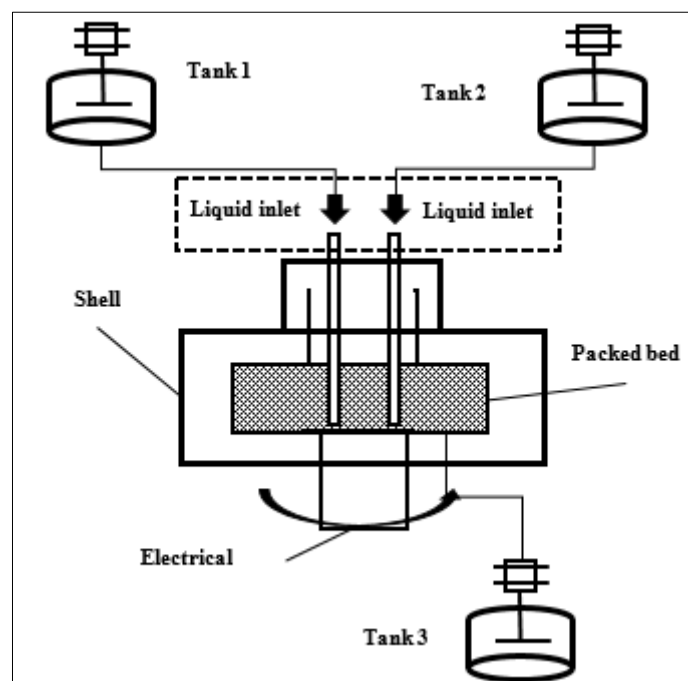 Tank 1
Tank 2
Liquid inlet
Liquid inlet
Shell
Packed bed
Electrical
Tank 3